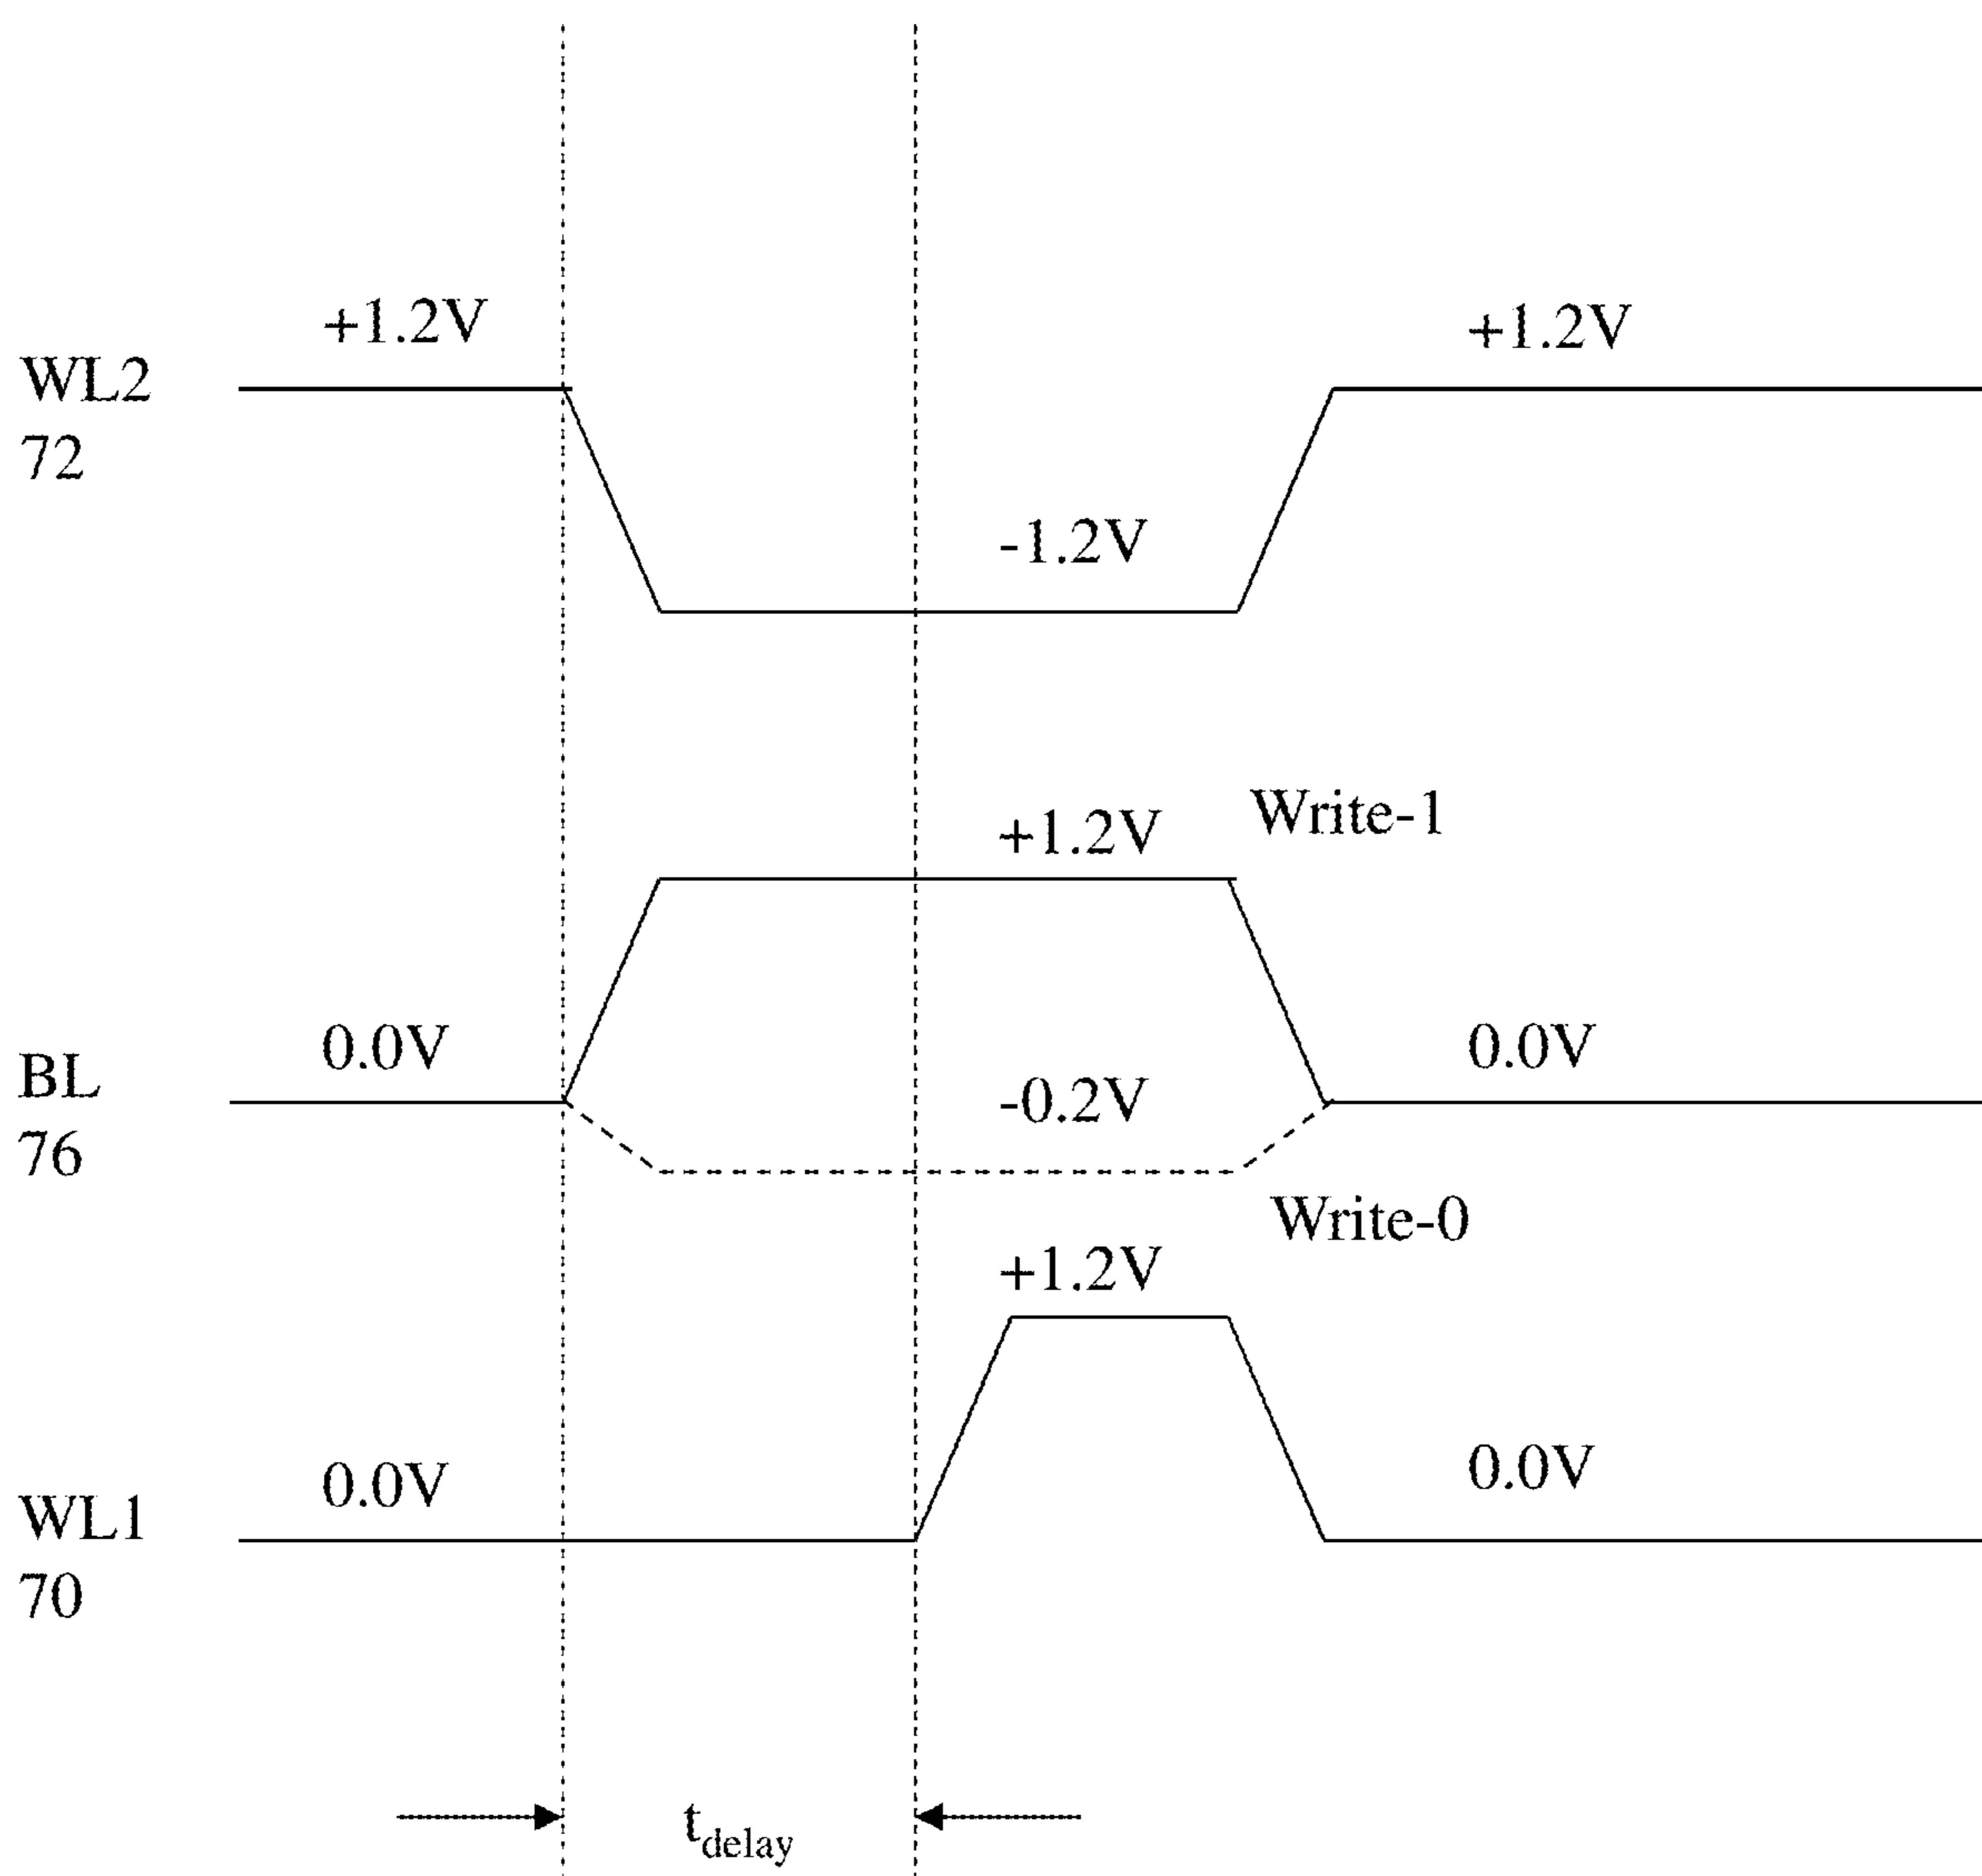 +1.2V
+1.2V
WL2
72
-1.2V
Write-1
+1.2V
0.0V
0.0V
BL
-0.2V
76
Write-0
+1.2V
0.0V
0.0V
WL1
70
tdelay